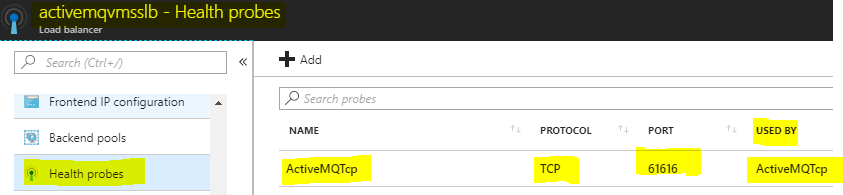 activemqvmsslb - Health probes
Load balancer
Search (Ctrl+/)
«
Add
Frontend IP configuration
Search probes
Backend pools
NAME PROTOCOL PORT USED BY
Health probes
ActiveMQTcp TCP 61616 ActiveMQTcp